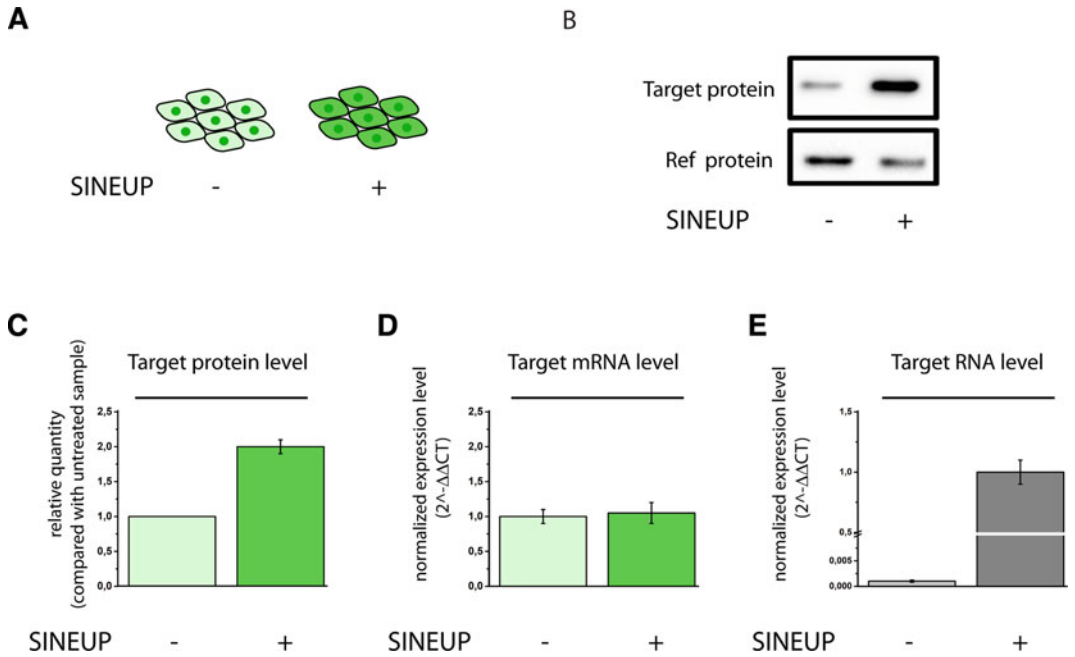 A
SINEUP - +
B
Target protein
Ref protein
SINEUP - +
C
Target protein level
relative quantity
(compared with untreated sample)
2,5
2,0
1,5
1,0
0,5
0,0
SINEUP - +
D
Target mRNA level
normalized expression level
(2^-ΔΔCT)
2,5
2,0
1,5
1,0
0,5
0,0
SINEUP - +
E
Target RNA level
normalized expression level
(2^-ΔΔCT)
1,5
1,0
0,5
0,005
0,000
SINEUP - +